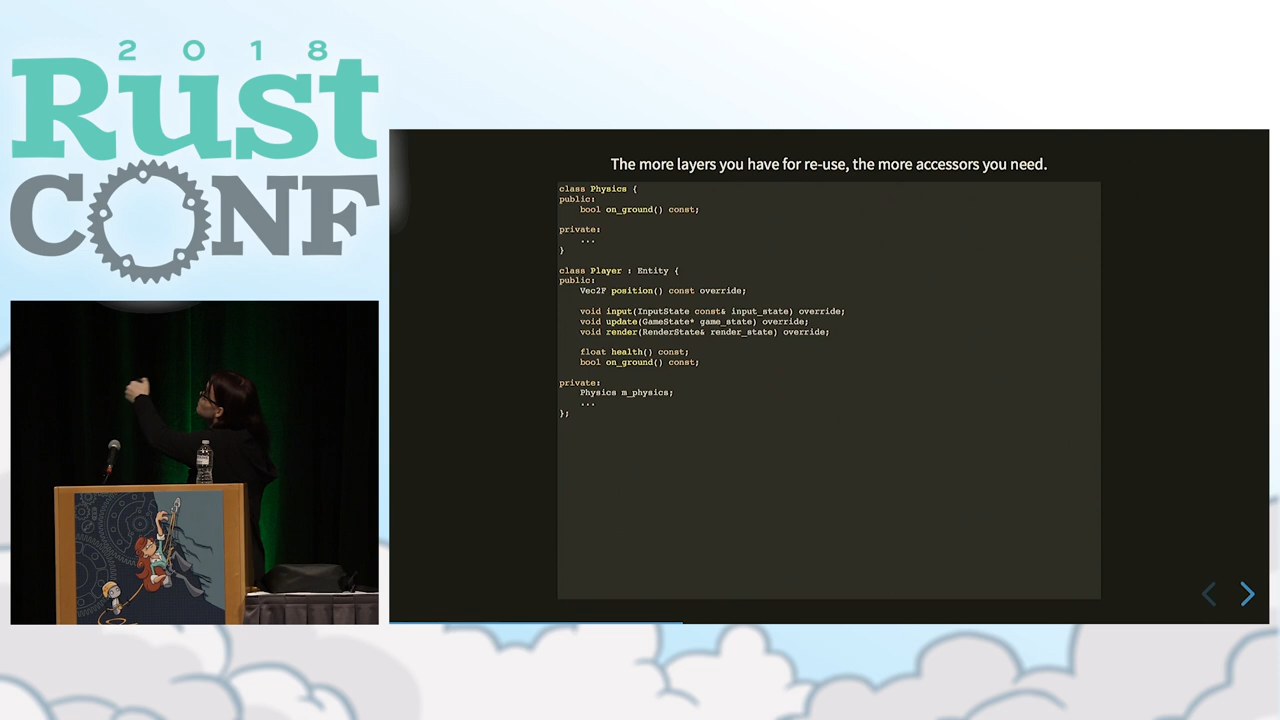 2018
Rust
CONF
The more layers you have for re-use, the more accessors you need.
class Physics {
public:
    bool on_ground() const;
private:
    ...
}
class Player : Entity {
public:
    Vec2F position() const override;
    void input(InputState const& input_state) override;
    void update(GameState* game_state) override;
    void render(RenderState& render_state) override;
    float health() const;
    bool on_ground() const;
private:
    Physics m_physics;
    ...
};